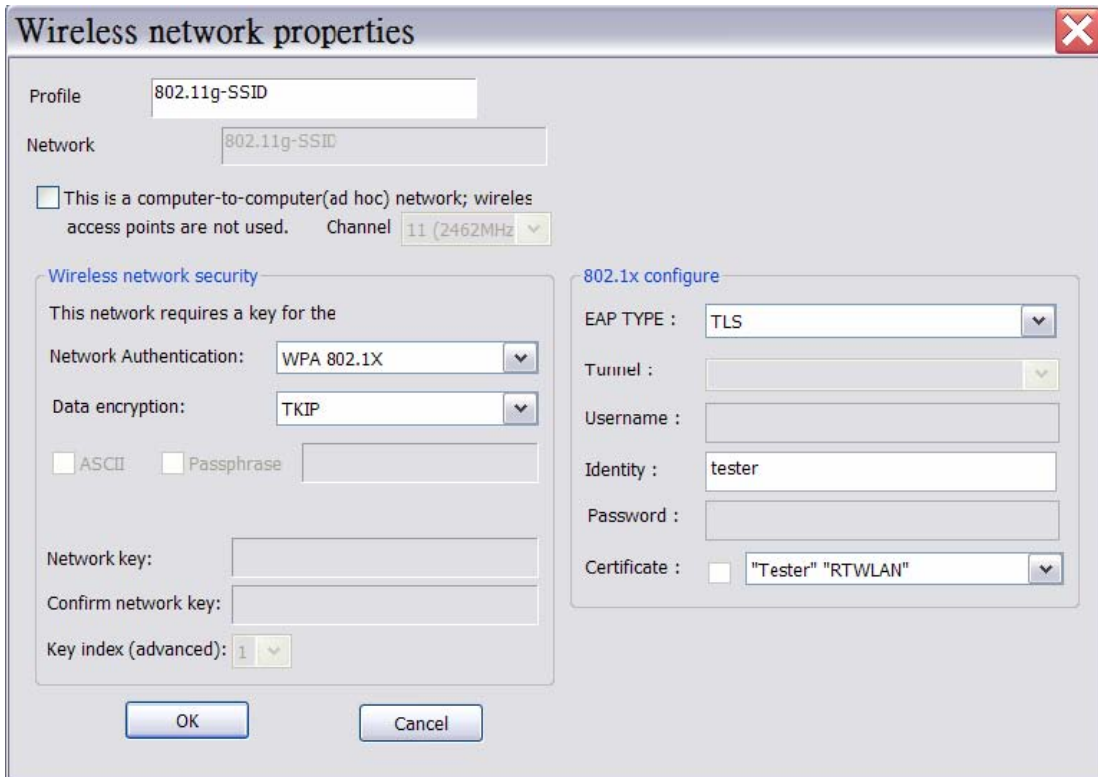 Wireless network properties
Profile 802.11g-SSID
Network 802.11g-SSID
This is a computer-to-computer(ad hoc) network; wireles
access points are not used. Channel 11 (2462MHz
Wireless network security
This network requires a key for the
Network Authentication: WPA 802.1X
Data encryption: TKIP
ASCII Passphrase
Network key:
Confirm network key:
Key index (advanced): 1
802.1x configure
EAP TYPE : TLS
Tunnel :
Username :
Identity : tester
Password :
Certificate : "Tester" "RTWLAN"
OK Cancel